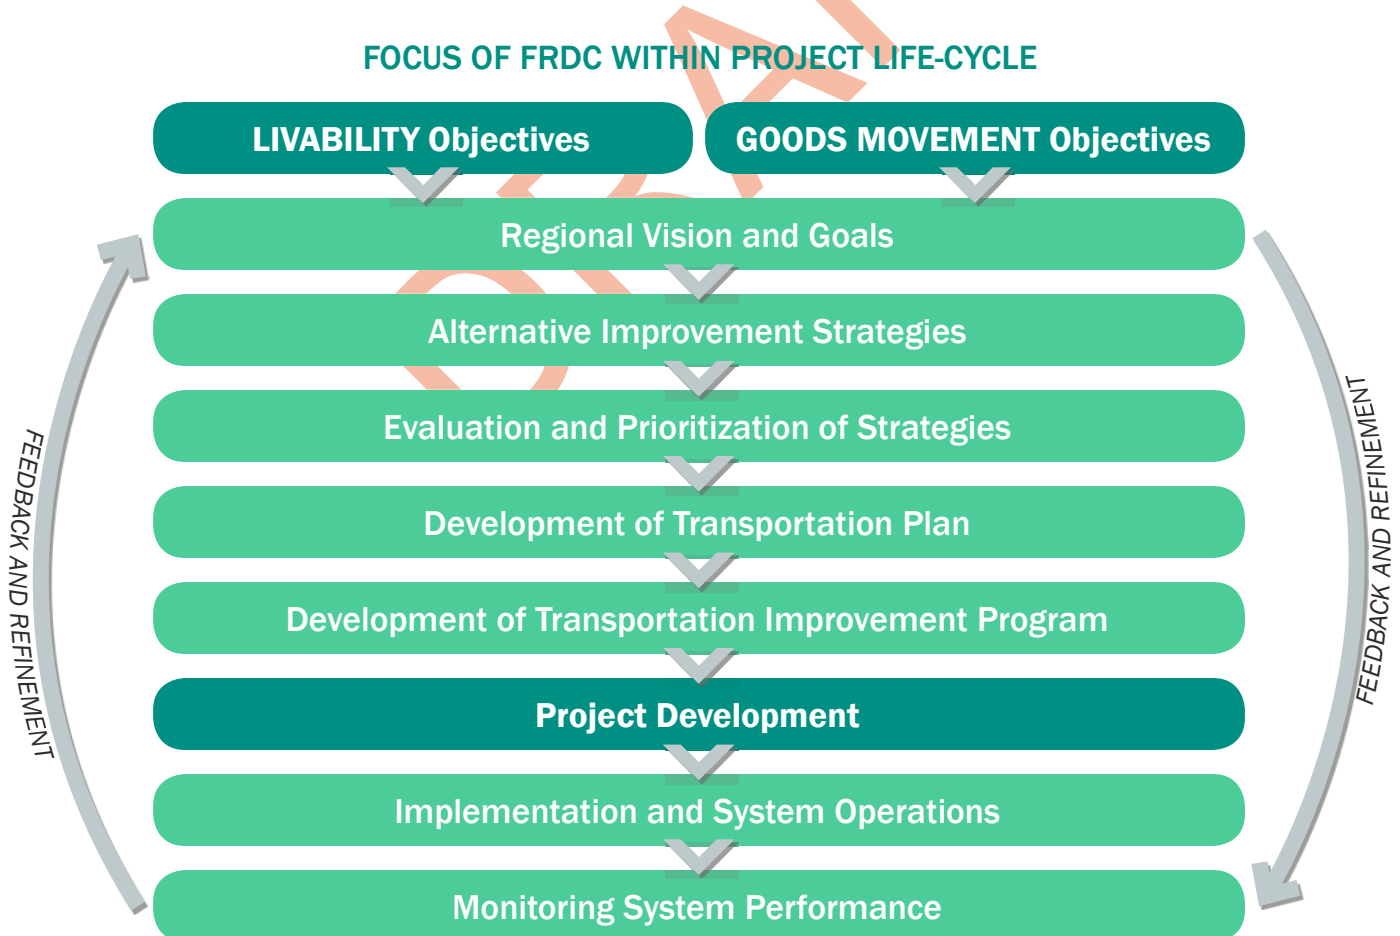 FOCUS OF FRDC WITHIN PROJECT LIFE-CYCLE
LIVABILITY Objectives
GOODS MOVEMENT Objectives
Regional Vision and Goals
Alternative Improvement Strategies
Evaluation and Prioritization of Strategies
Development of Transportation Plan
Development of Transportation Improvement Program
Project Development
Implementation and System Operations
Monitoring System Performance
FEEDBACK AND REFINEMENT
FEEDBACK AND REFINEMENT